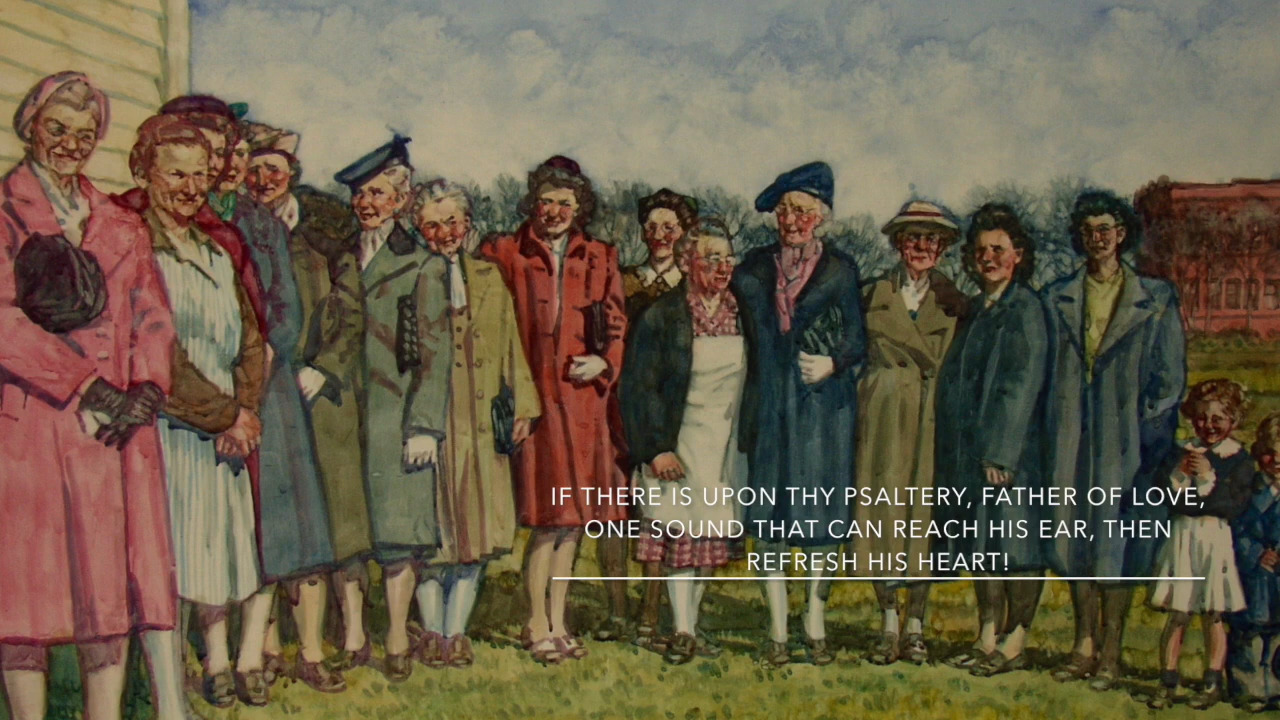 IF THERE IS UPON THY PSALTERY, FATHER OF LOVE,
ONE SOUND THAT CAN REACH HIS EAR, THEN
REFRESH HIS HEART!